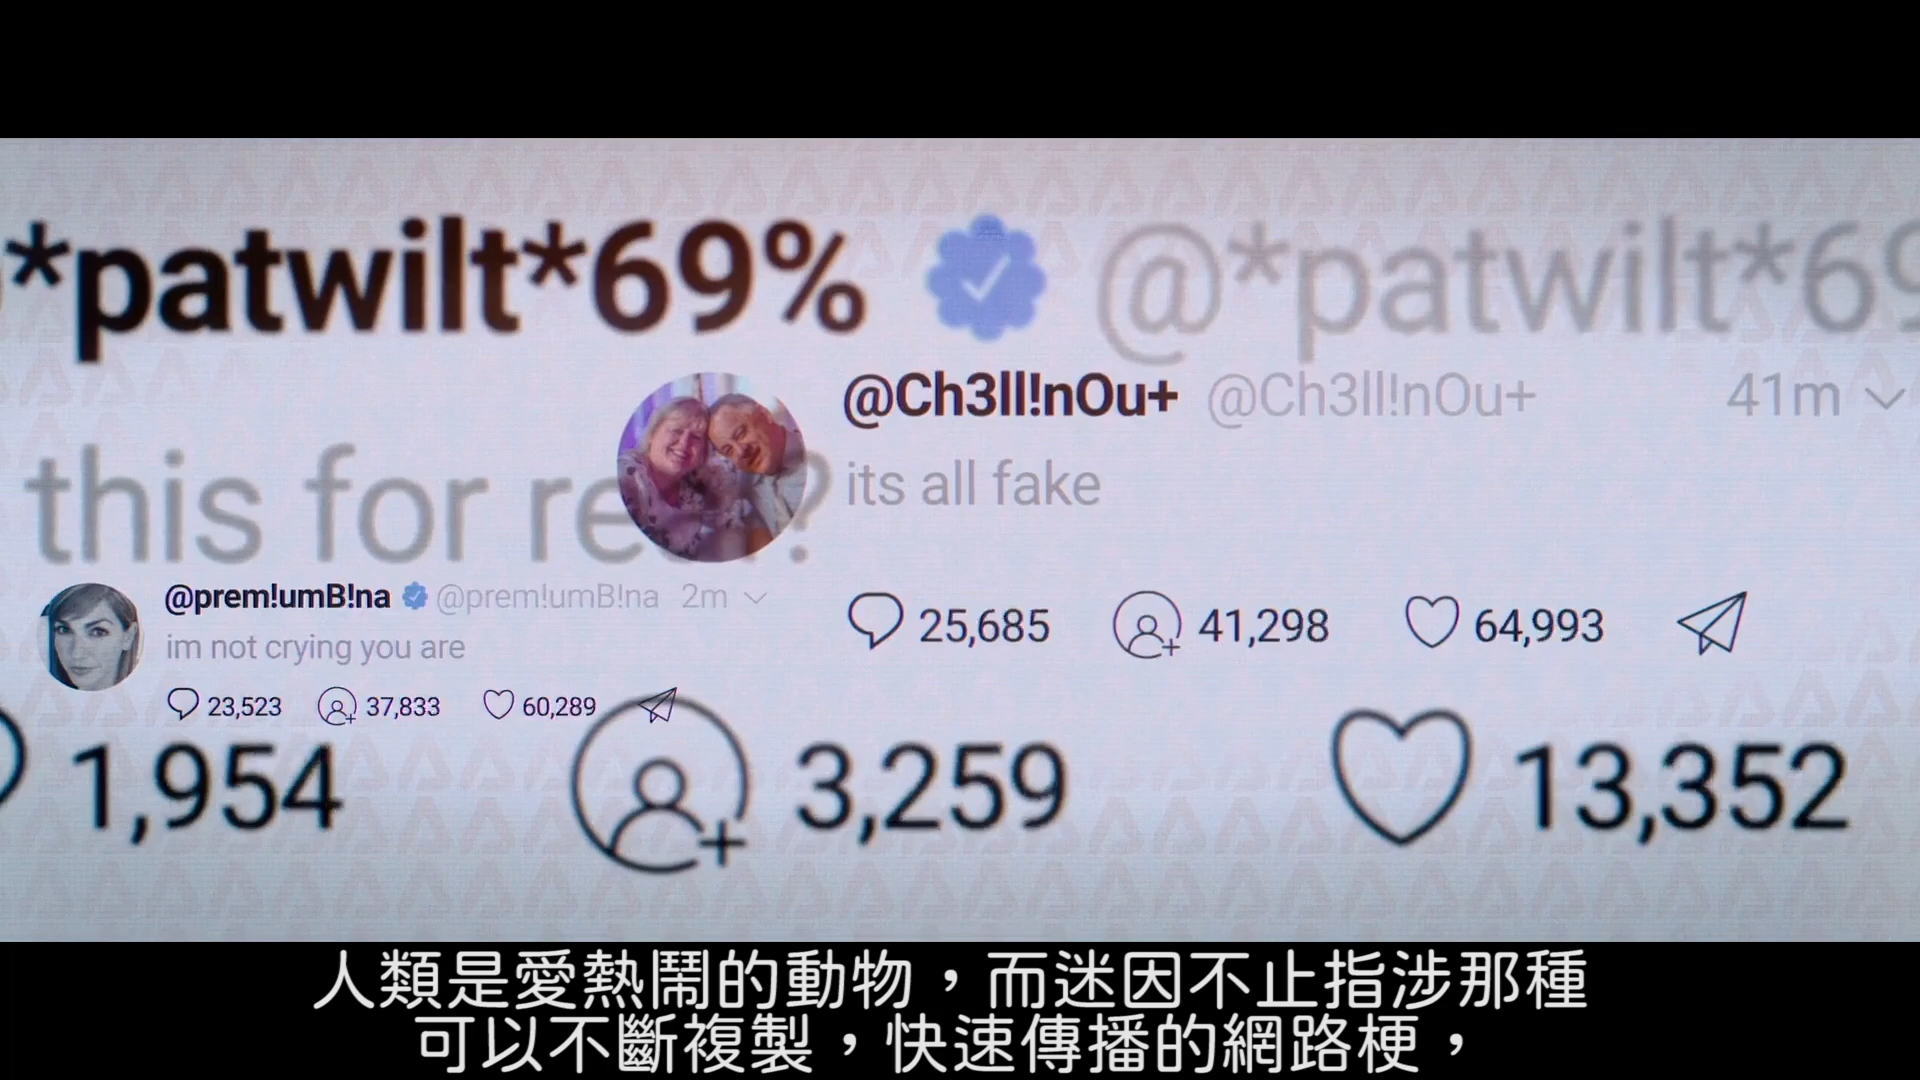 *patwilt*69% @*patwilt*69
@Ch3ll!nOu+ @Ch3ll!nOu+ 41m
this for re ?
its all fake
@prem!umB!na @prem!umB!na 2m
im not crying you are
25,685 41,298 64,993
23,523 37,833 60,289
1,954 3,259 13,352
人類是愛熱鬧的動物，而迷因不止指涉那種
可以不斷複製，快速傳播的網路梗，